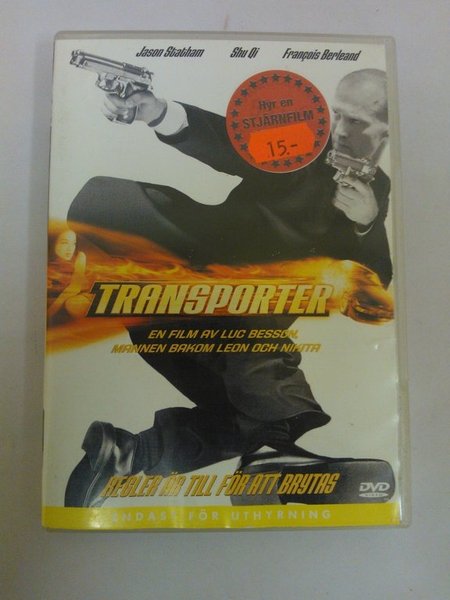 Jason Statham Shu Qi François Berleand
Hyr en
STJÄRNFILM
15.-
TRANSPORTER
EN FILM AV LUC BESSON,
MANNEN BAKOM LEON OCH NIKITA
REGLER ÄR TILL FÖR ATT BRYTAS
DVD
VIDEO
ENDAST FÖR UTHYRNING